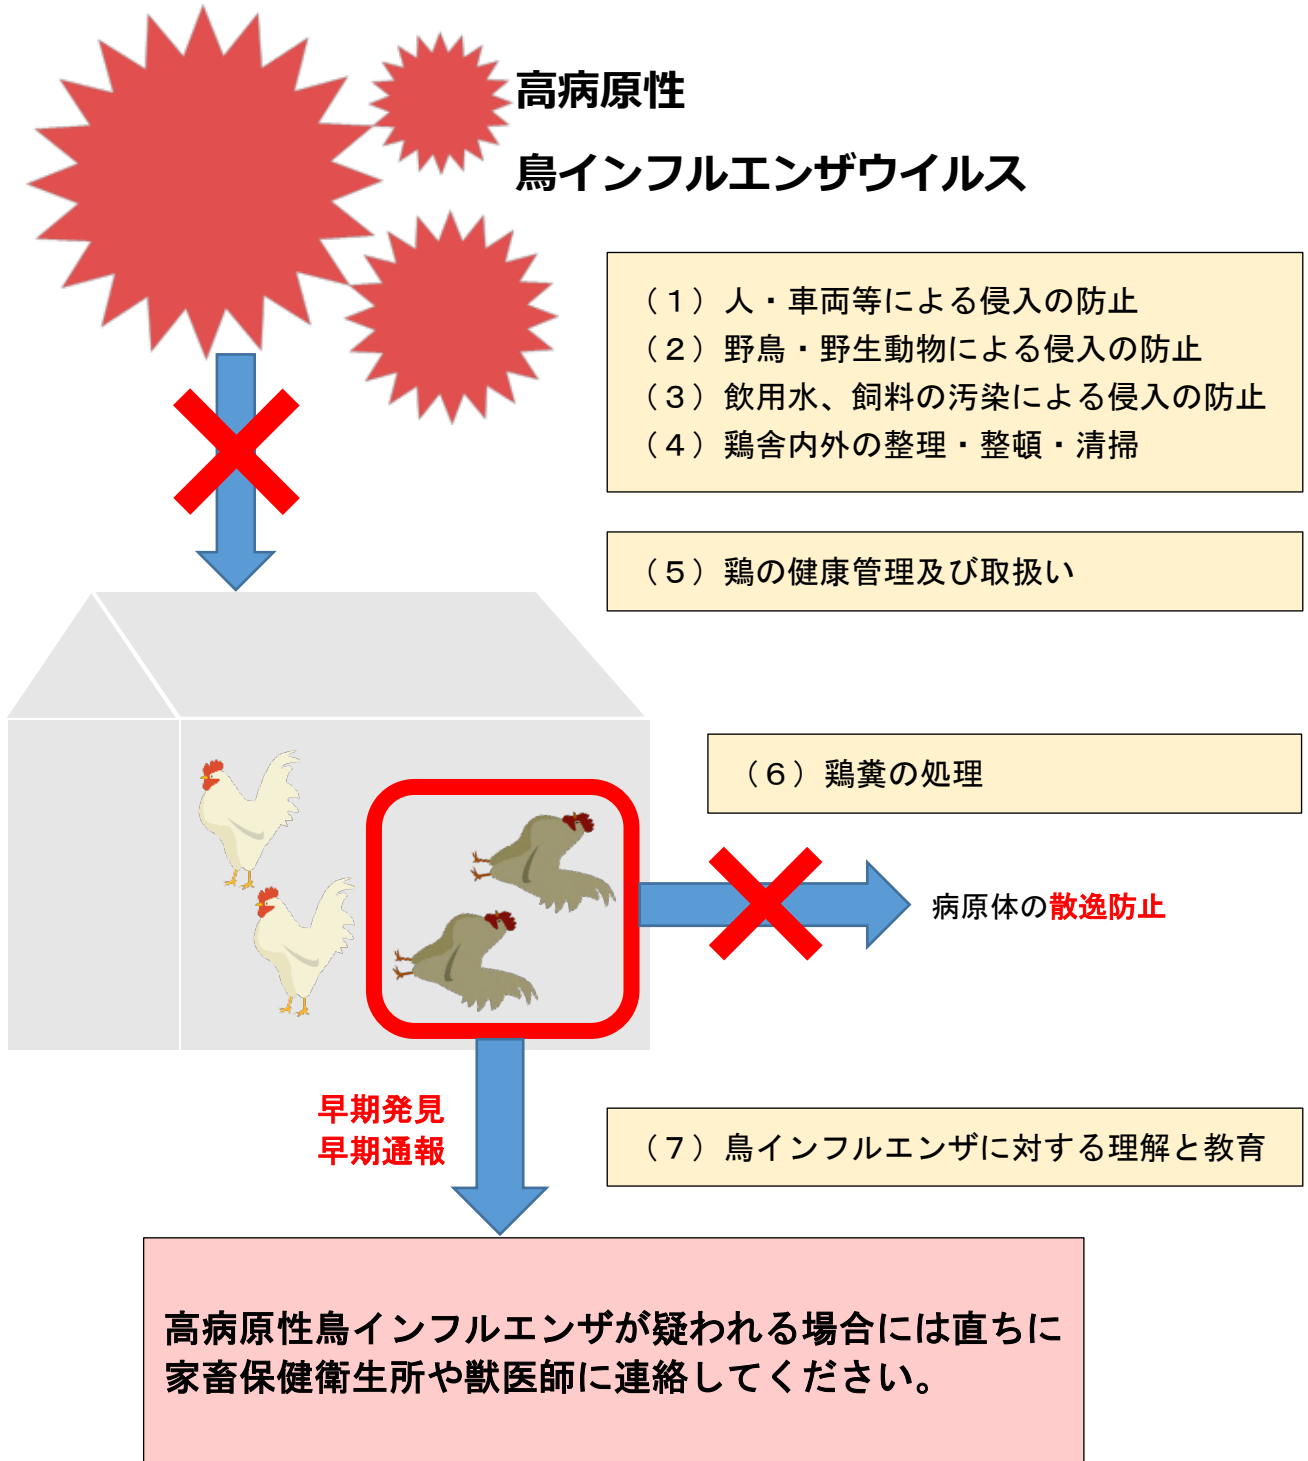 高病原性
鳥インフルエンザウイルス
（１）人・車両等による侵入の防止
（２）野鳥・野生動物による侵入の防止
（３）飲用水、飼料の汚染による侵入の防止
（４）鶏舎内外の整理・整頓・清掃
（５）鶏の健康管理及び取扱い
（６）鶏糞の処理
病原体の散逸防止
早期発見
早期通報
（７）鳥インフルエンザに対する理解と教育
高病原性鳥インフルエンザが疑われる場合には直ちに
家畜保健衛生所や獣医師に連絡してください。